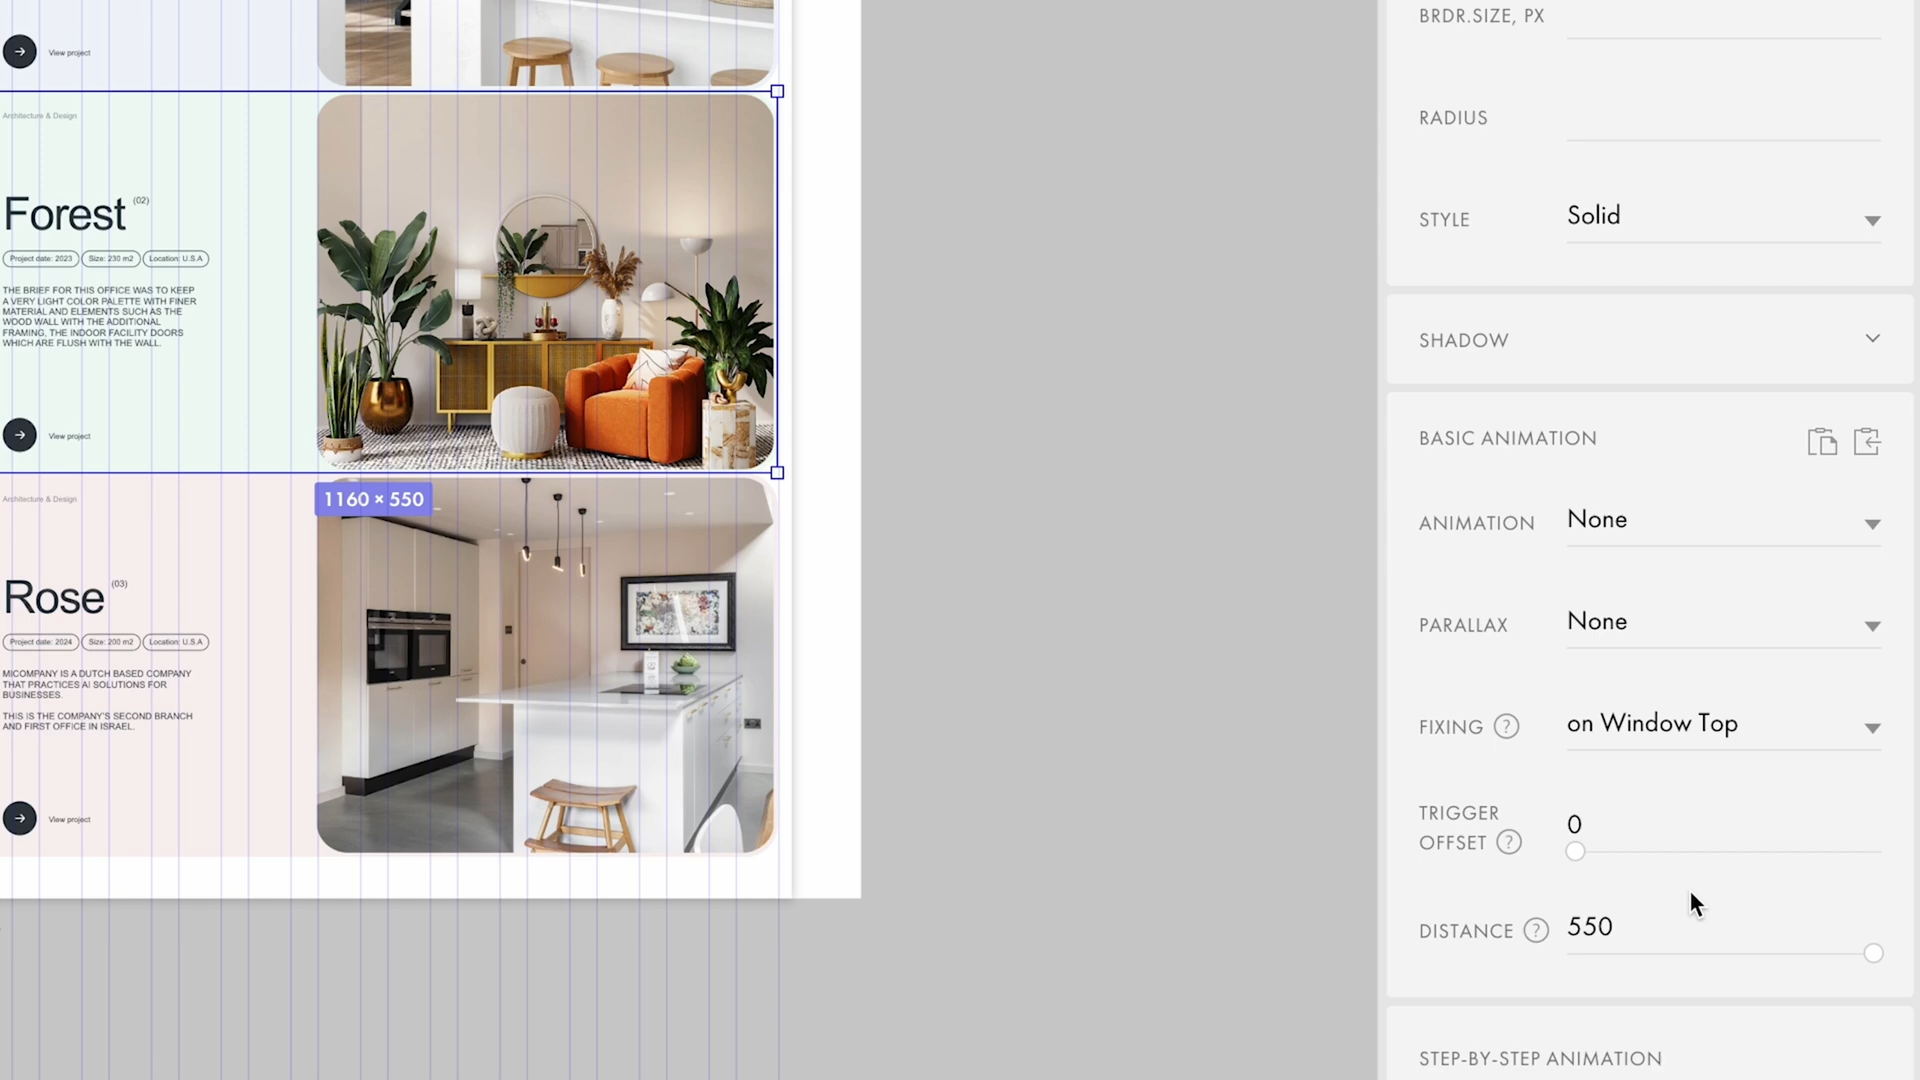 View project
Architecture & Design
Forest (02)
Project date: 2023 Size: 230 m2 Location: U.S.A
THE BRIEF FOR THIS OFFICE WAS TO KEEP
A VERY LIGHT COLOR PALETTE WITH FINER
MATERIAL AND ELEMENTS SUCH AS THE
WOOD WALL WITH THE ADDITIONAL
FRAMING, THE INDOOR FACILITY DOORS
WHICH ARE FLUSH WITH THE WALL.
View project
1160 × 550
Architecture & Design
Rose (03)
Project date: 2024 Size: 200 m2 Location: U.S.A
MICOMPANY IS A DUTCH BASED COMPANY
THAT PRACTICES AI SOLUTIONS FOR
BUSINESSES.
THIS IS THE COMPANY'S SECOND BRANCH
AND FIRST OFFICE IN ISRAEL.
View project
BRDR.SIZE, PX
RADIUS
STYLE Solid
SHADOW
BASIC ANIMATION
ANIMATION None
PARALLAX None
FIXING ? on Window Top
TRIGGER
OFFSET ? 0
DISTANCE ? 550
STEP-BY-STEP ANIMATION